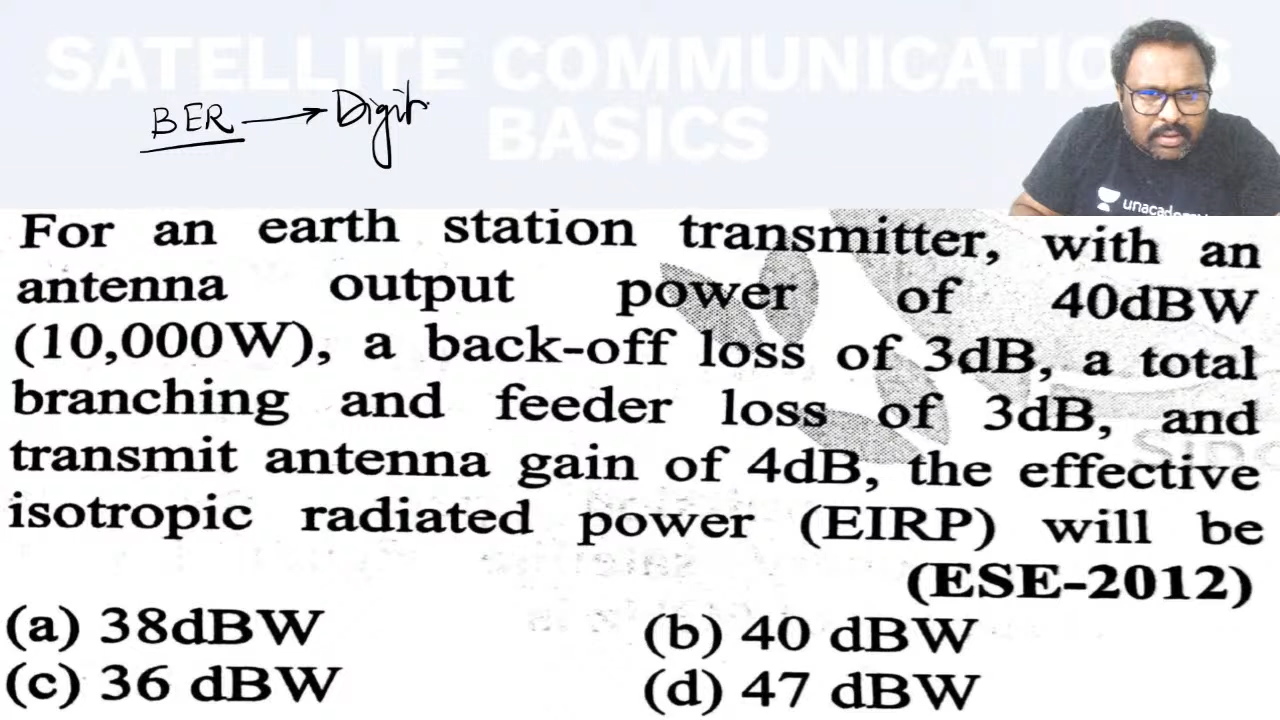 SATELLITE COMMUNICATIONS
BASICS
BER → Digit
unacademy
For an earth station transmitter, with an
antenna output power of 40dBW
(10,000W), a back-off loss of 3dB, a total
branching and feeder loss of 3dB, and
transmit antenna gain of 4dB, the effective
isotropic radiated power (EIRP) will be
(ESE-2012)
(a) 38dBW (b) 40 dBW
(c) 36 dBW (d) 47 dBW